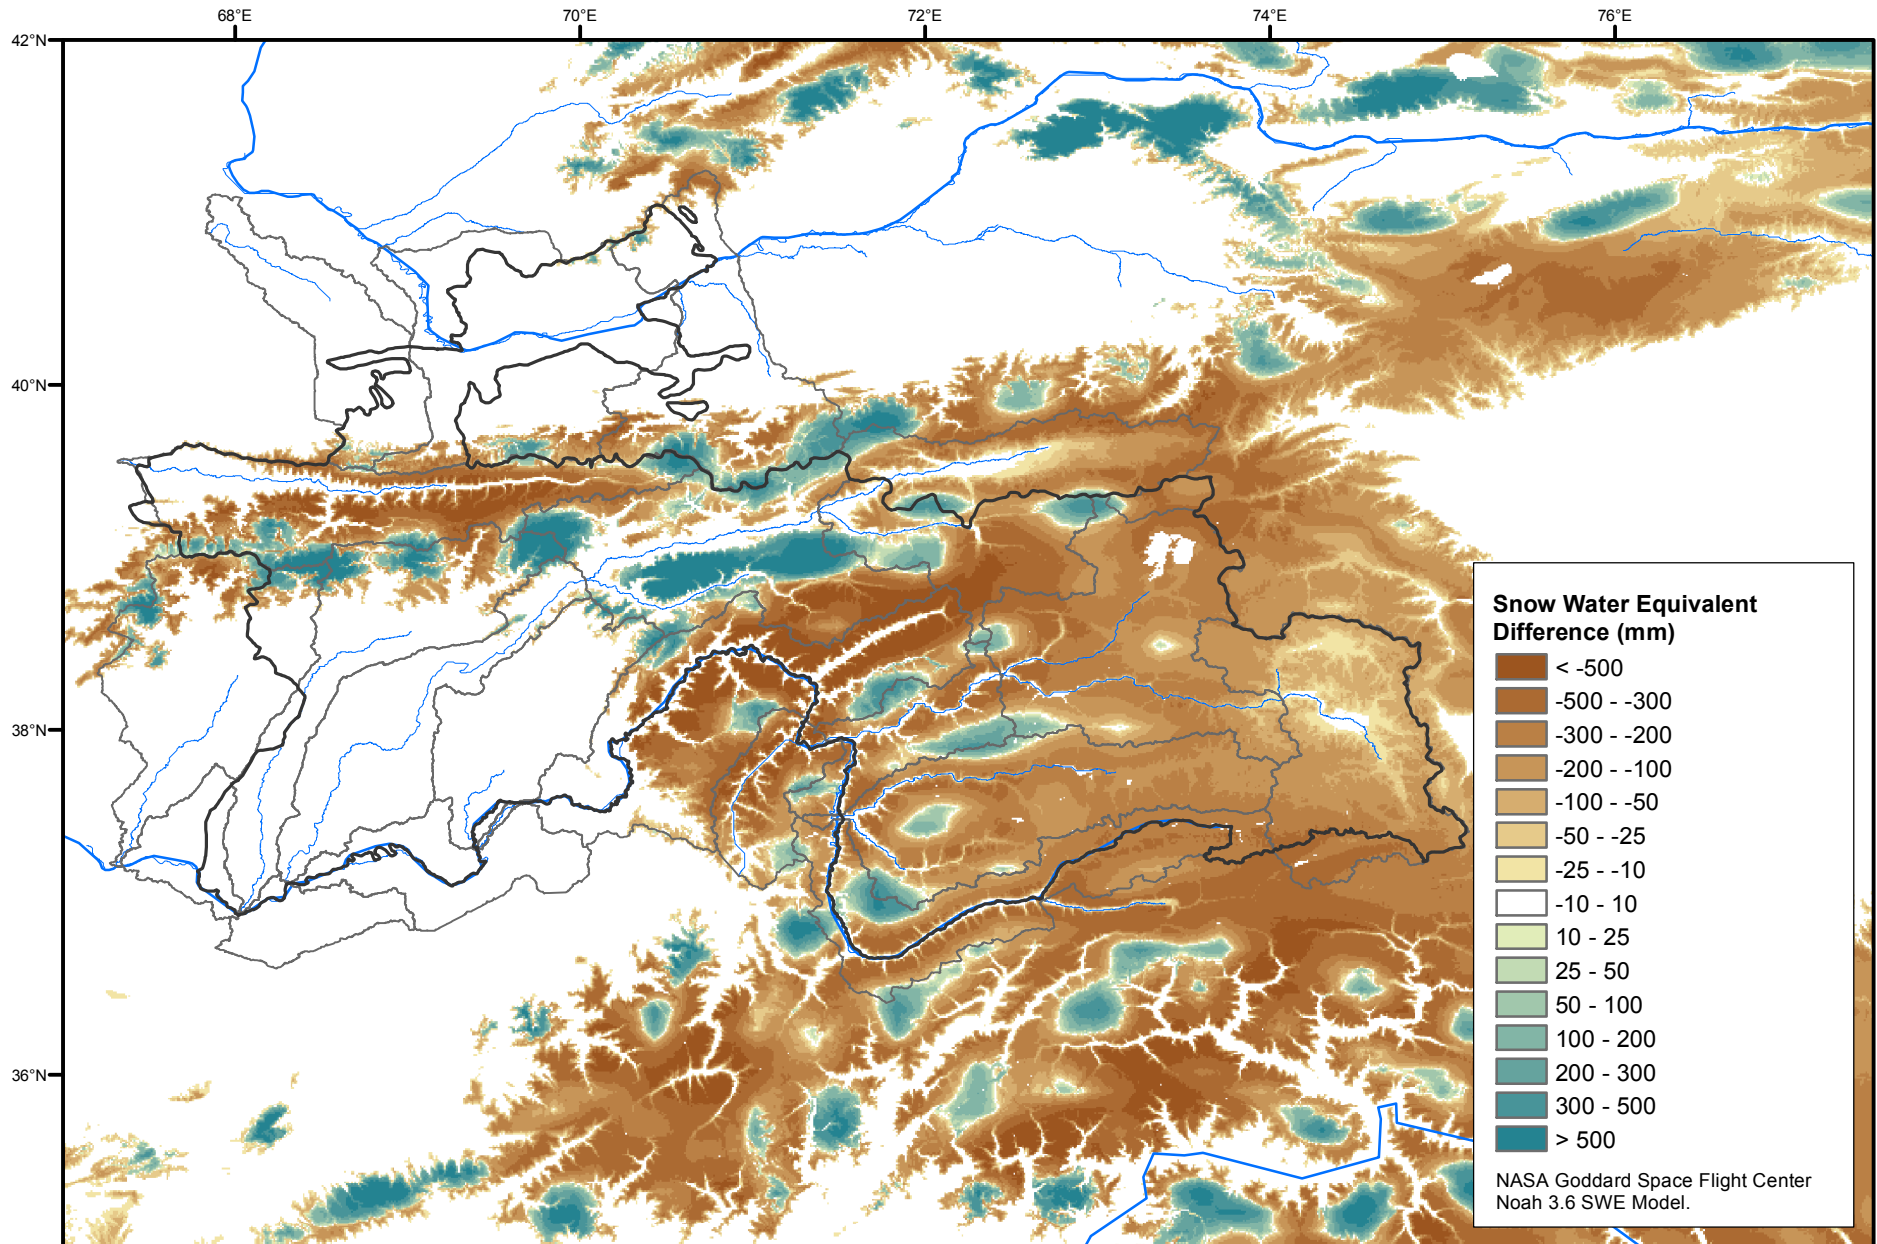 68°E 70°E 72°E 74°E 76°E
42°N
40°N
38°N
36°N
Snow Water Equivalent
Difference (mm)
< -500
-500 - -300
-300 - -200
-200 - -100
-100 - -50
-50 - -25
-25 - -10
-10 - 10
10 - 25
25 - 50
50 - 100
100 - 200
200 - 300
300 - 500
> 500
NASA Goddard Space Flight Center
Noah 3.6 SWE Model.